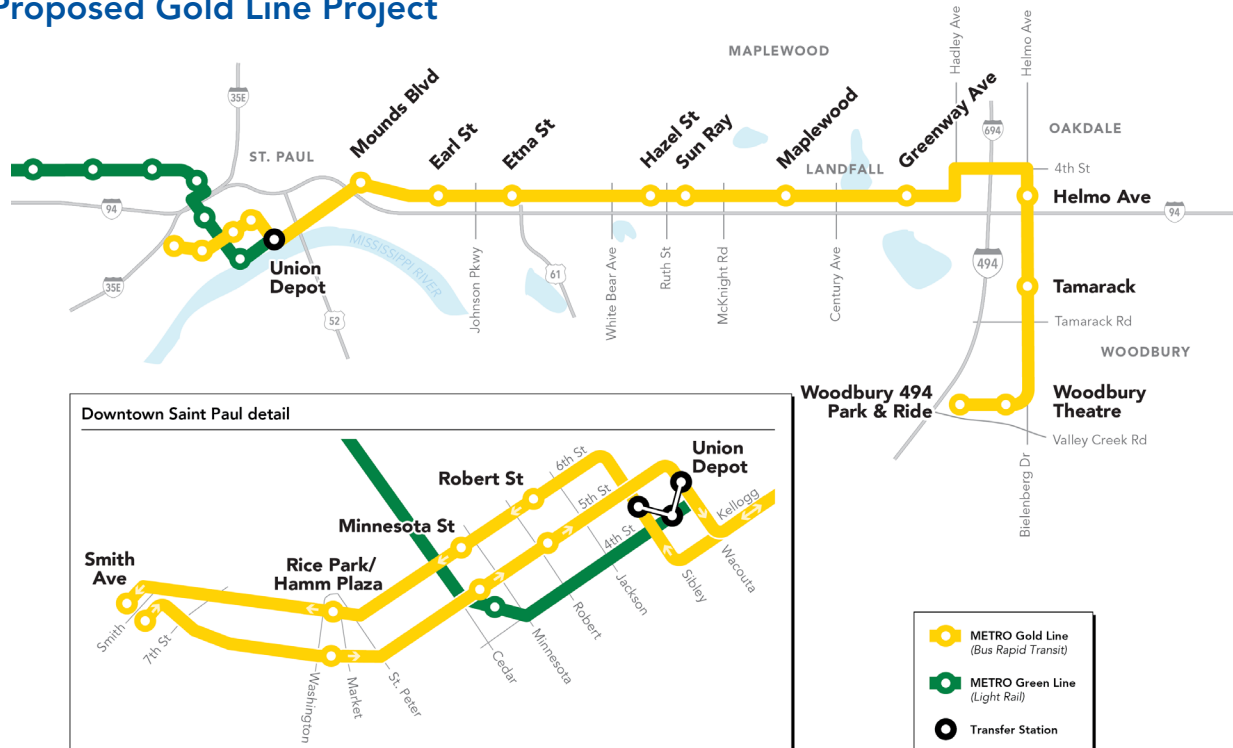 Proposed Gold Line Project
MAPLEWOOD
Hadley Ave
Helmo Ave
35E
ST. PAUL
Mounds Blvd
Earl St
Etna St
Hazel St
Sun Ray
Maplewood
LANDFALL
Greenway Ave
694
OAKDALE
4th St
Helmo Ave
94
94
MISSISSIPPI RIVER
Union
Depot
35E
52
Johnson Pkwy
61
White Bear Ave
Ruth St
McKnight Rd
Century Ave
494
Tamarack
Tamarack Rd
WOODBURY
Woodbury 494
Park & Ride
Woodbury
Theatre
Valley Creek Rd
Bielenberg Dr
Downtown Saint Paul detail
Union
Depot
6th St
Robert St
5th St
Kellogg
Minnesota St
4th St
Smith
Ave
Rice Park/
Hamm Plaza
Wacouta
Sibley
Jackson
Robert
Minnesota
Cedar
Smith
7th St
Washington
Market
St. Peter
METRO Gold Line
(Bus Rapid Transit)
METRO Green Line
(Light Rail)
Transfer Station